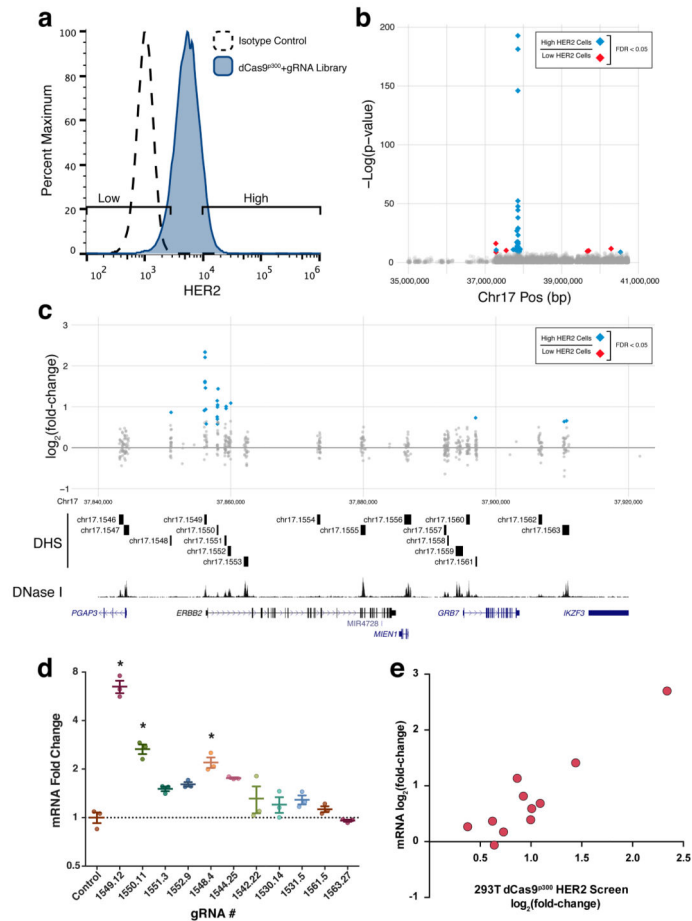 a
Isotype Control
dCas9p300+gRNA Library
Percent Maximum
100
80
60
40
20
0
Low
High
10² 10³ 10⁴ 10⁵ 10⁶
HER2
b
High HER2 Cells
Low HER2 Cells
FDR < 0.05
−Log(p-value)
200
150
100
50
0
35,000,000 37,000,000 39,000,000 41,000,000
Chr17 Pos (bp)
c
High HER2 Cells
Low HER2 Cells
FDR < 0.05
log₂(fold-change)
3
2
1
0
−1
Chr17 37,840,000 37,860,000 37,880,000 37,900,000 37,920,000
DHS
chr17.1546 chr17.1549 chr17.1554 chr17.1556 chr17.1560 chr17.1562
chr17.1547 chr17.1550 chr17.1555 chr17.1557 chr17.1563
chr17.1548 chr17.1551 chr17.1558
chr17.1552 chr17.1559
chr17.1553 chr17.1561
DNase I
PGAP3 ERBB2 GRB7 IKZF3
MIR4728
MIEN1
d
mRNA Fold Change
8
4
2
1
0.5
*
*
*
Control 1549.12 1550.11 1551.3 1552.9 1548.4 1544.25 1542.22 1530.14 1531.5 1561.5 1563.27
gRNA #
e
mRNA log₂(fold-change)
3
2
1
0
-1
0.5 1.0 1.5 2.0 2.5
293T dCas9p300 HER2 Screen
log₂(fold-change)